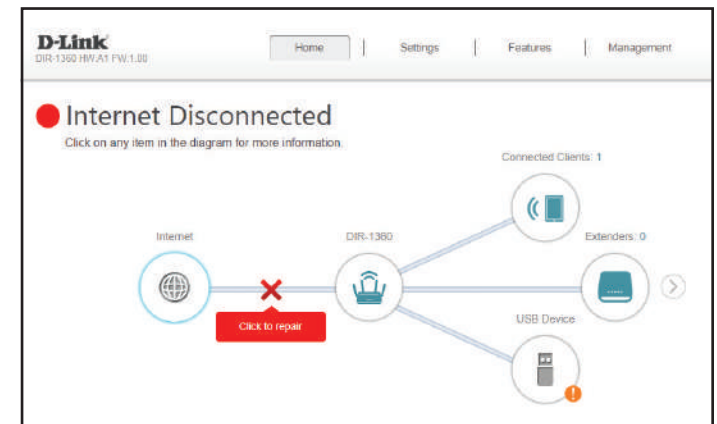 D-Link
DIR-1360 HW:A1 FW:1.00
Home | Settings | Features | Management
Internet Disconnected
Click on any item in the diagram for more information.
Connected Clients: 1
Internet
DIR-1360
Extenders: 0
Click to repair
USB Device